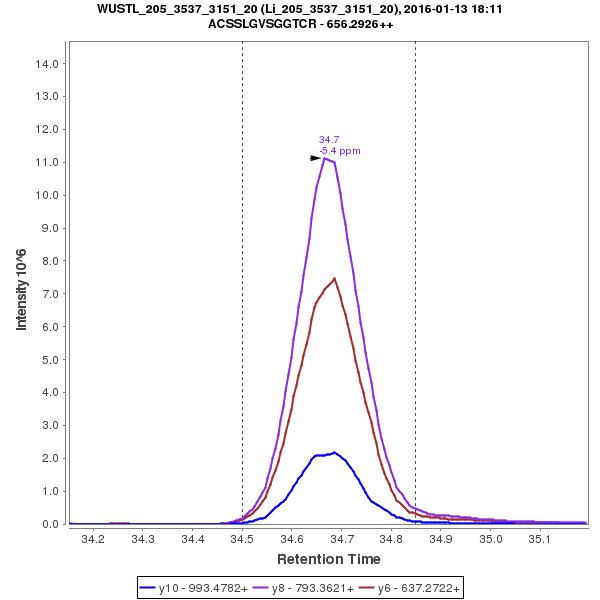 WUSTL_205_3537_3151_20 (Li_205_3537_3151_20), 2016-01-13 18:11
ACSSLGVSGGTCR - 656.2926++
14.0
13.0
12.0
11.0
10.0
9.0
8.0
7.0
6.0
5.0
4.0
3.0
2.0
1.0
0.0
Intensity 10^6
34.7
-5.4 ppm
34.2 34.3 34.4 34.5 34.6 34.7 34.8 34.9 35.0 35.1
Retention Time
y10 - 993.4782+ y8 - 793.3621+ y6 - 637.2722+